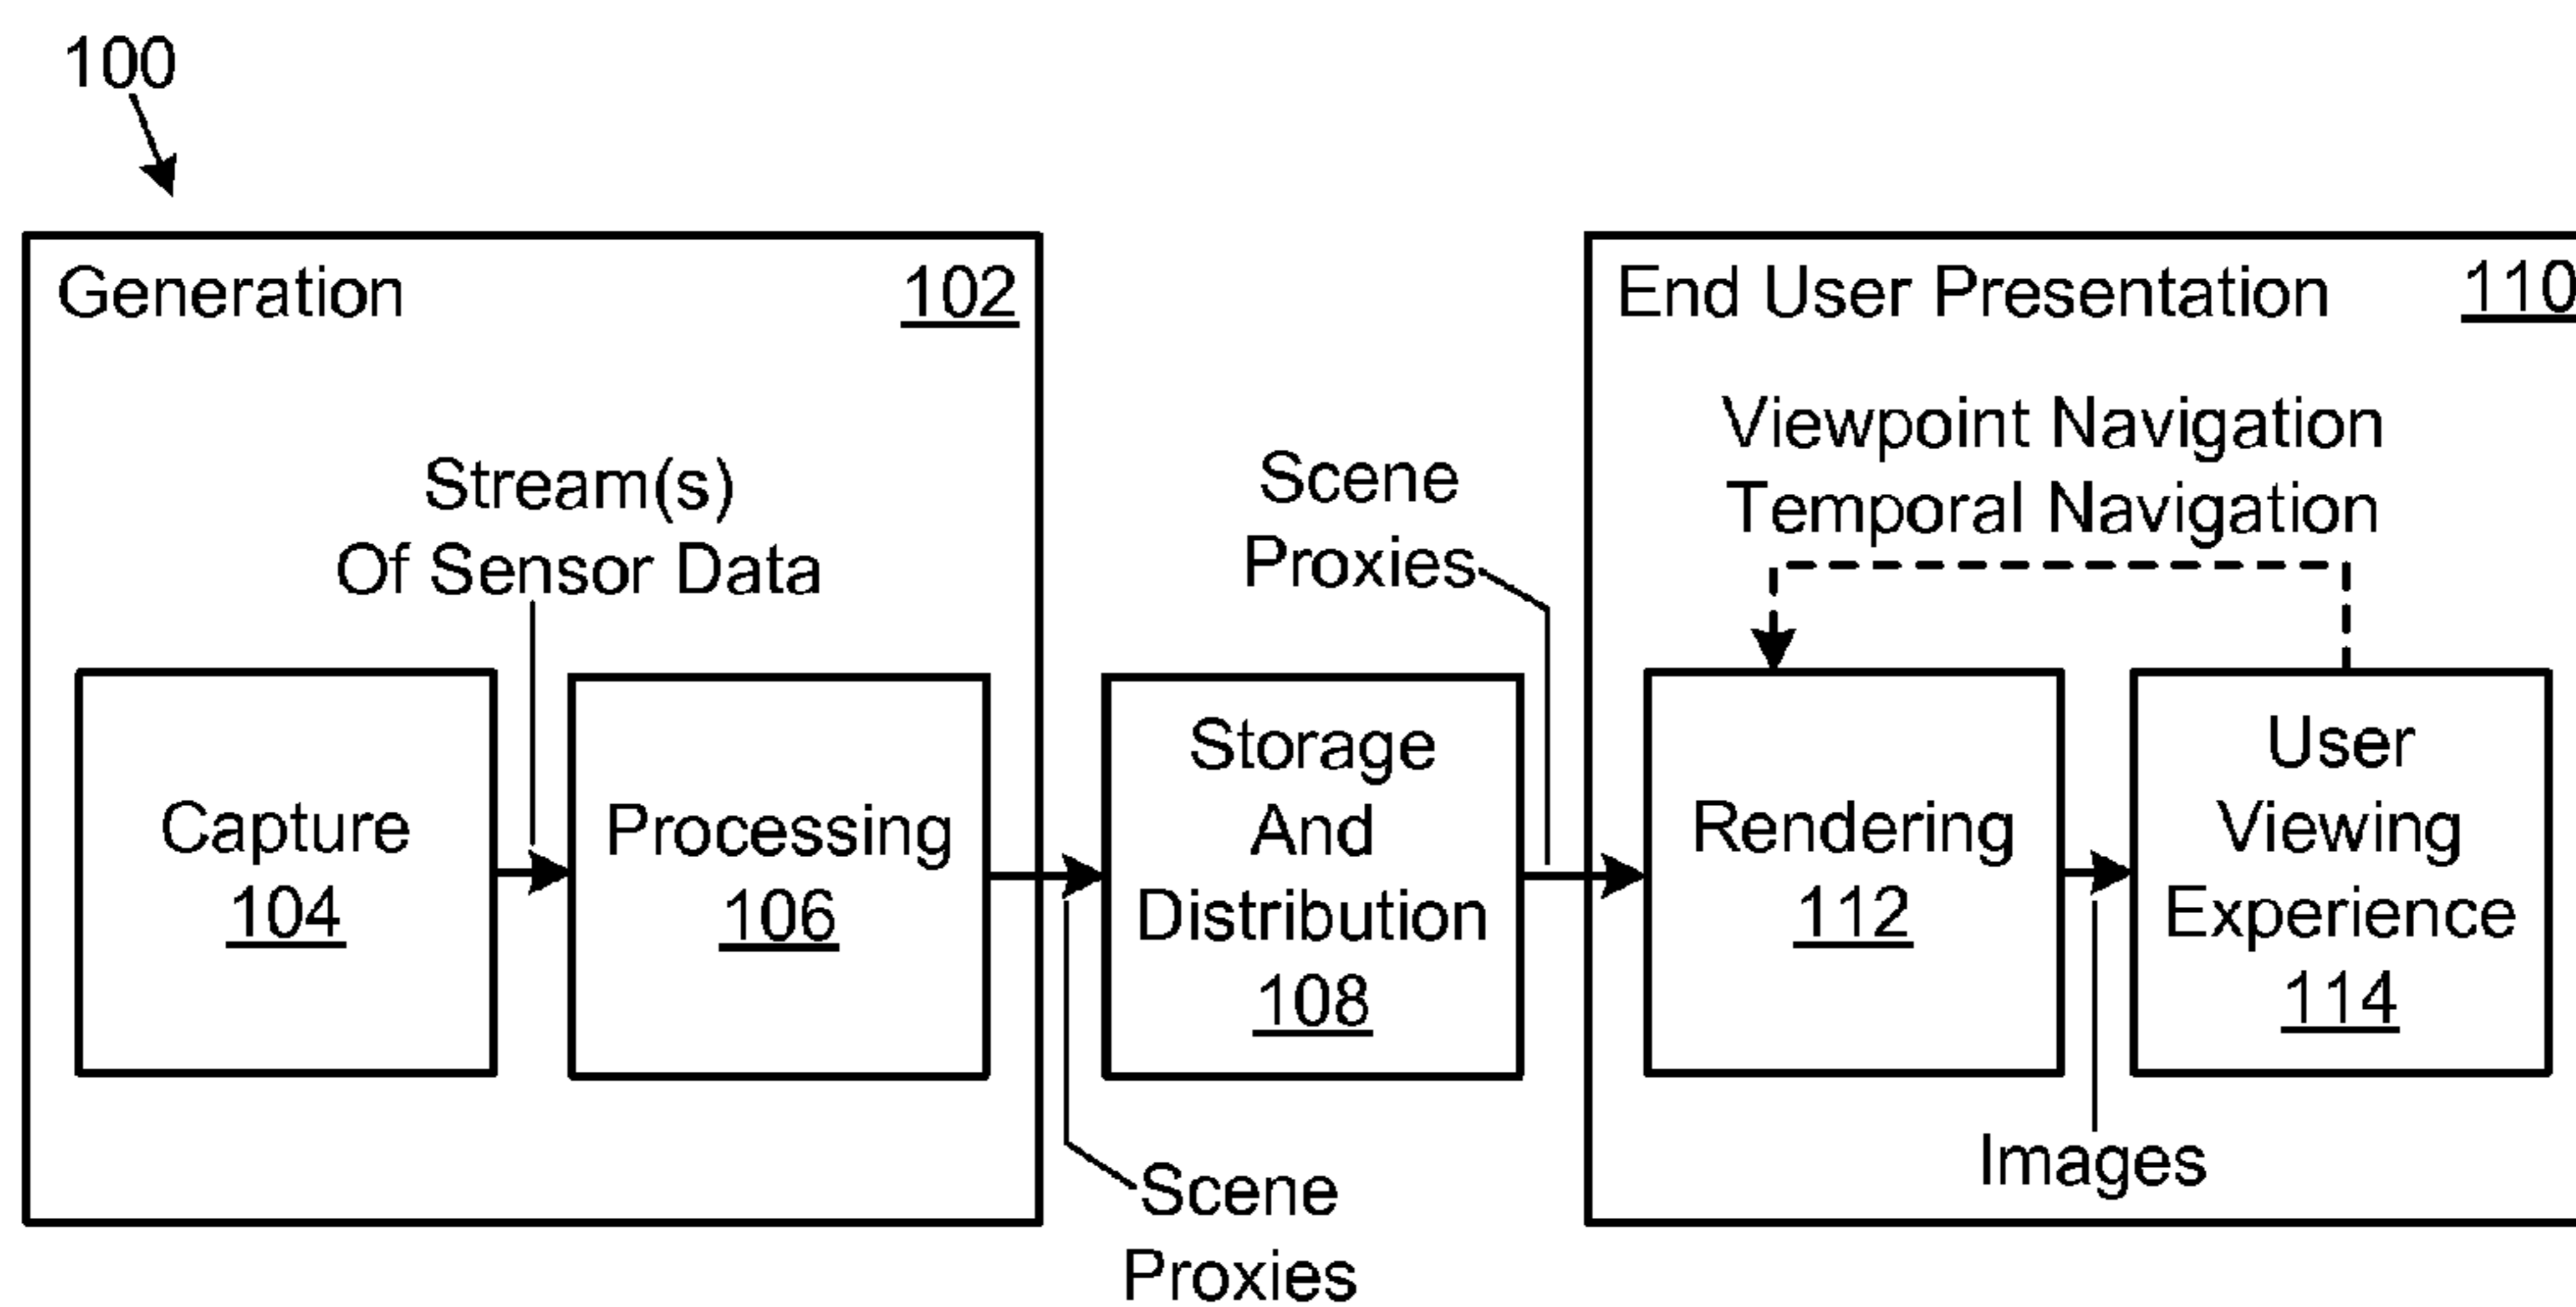 100
Generation 102
Stream(s)
Of Sensor Data
Capture
104
Processing
106
Scene
Proxies
Storage
And
Distribution
108
Scene
Proxies
End User Presentation 110
Viewpoint Navigation
Temporal Navigation
Rendering
112
Images
User
Viewing
Experience
114